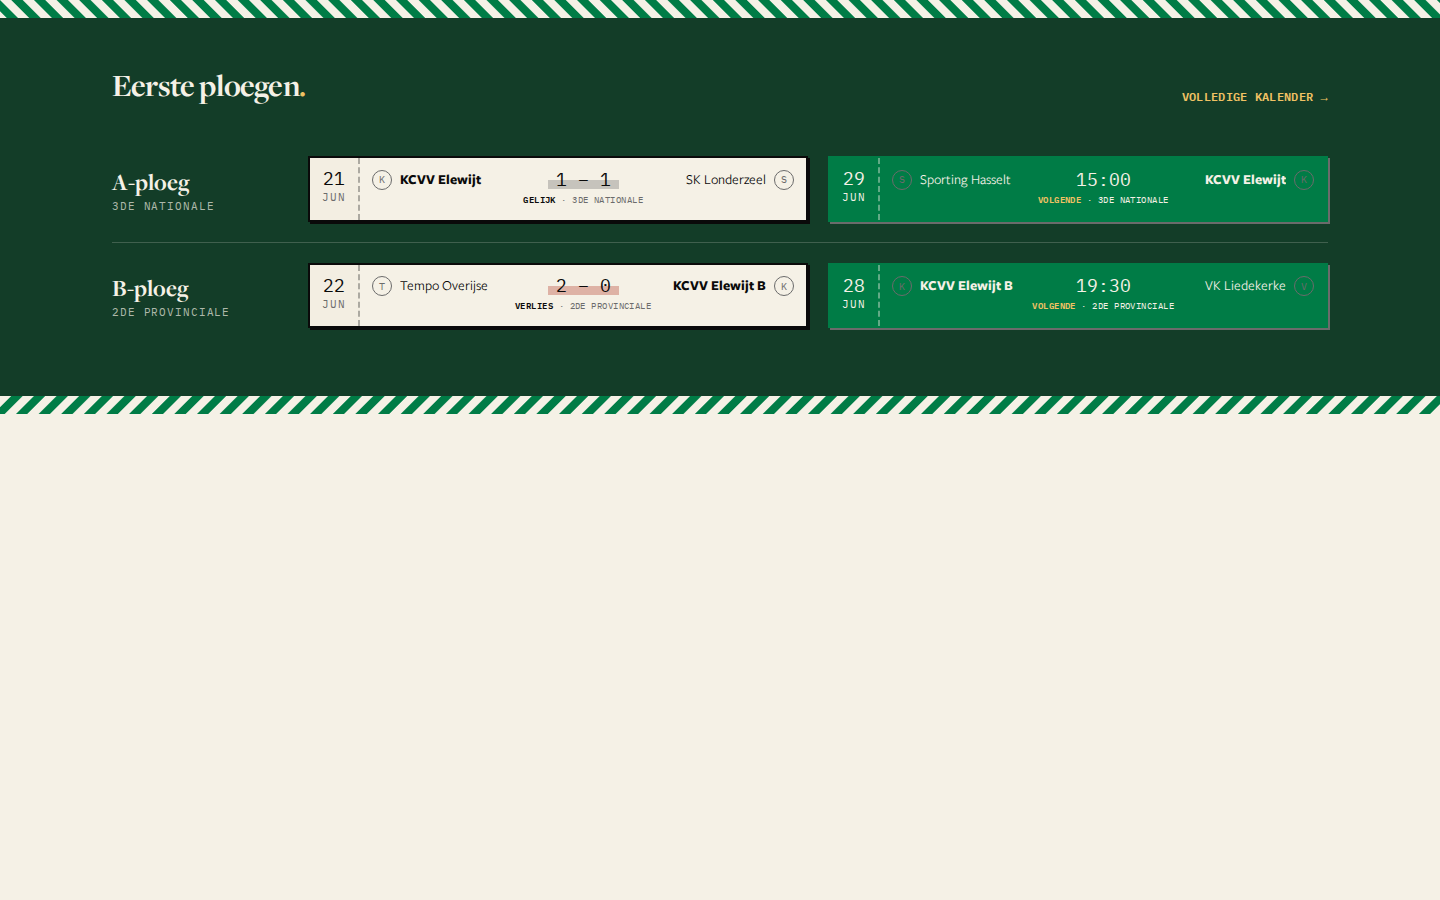 Eerste ploegen.
VOLLEDIGE KALENDER →
A-ploeg
3DE NATIONALE
21
JUN
K KCVV Elewijt 1 – 1 SK Londerzeel S
GELIJK · 3DE NATIONALE
29
JUN
S Sporting Hasselt 15:00 KCVV Elewijt K
VOLGENDE · 3DE NATIONALE
B-ploeg
2DE PROVINCIALE
22
JUN
T Tempo Overijse 2 – 0 KCVV Elewijt B K
VERLIES · 2DE PROVINCIALE
28
JUN
K KCVV Elewijt B 19:30 VK Liedekerke V
VOLGENDE · 2DE PROVINCIALE